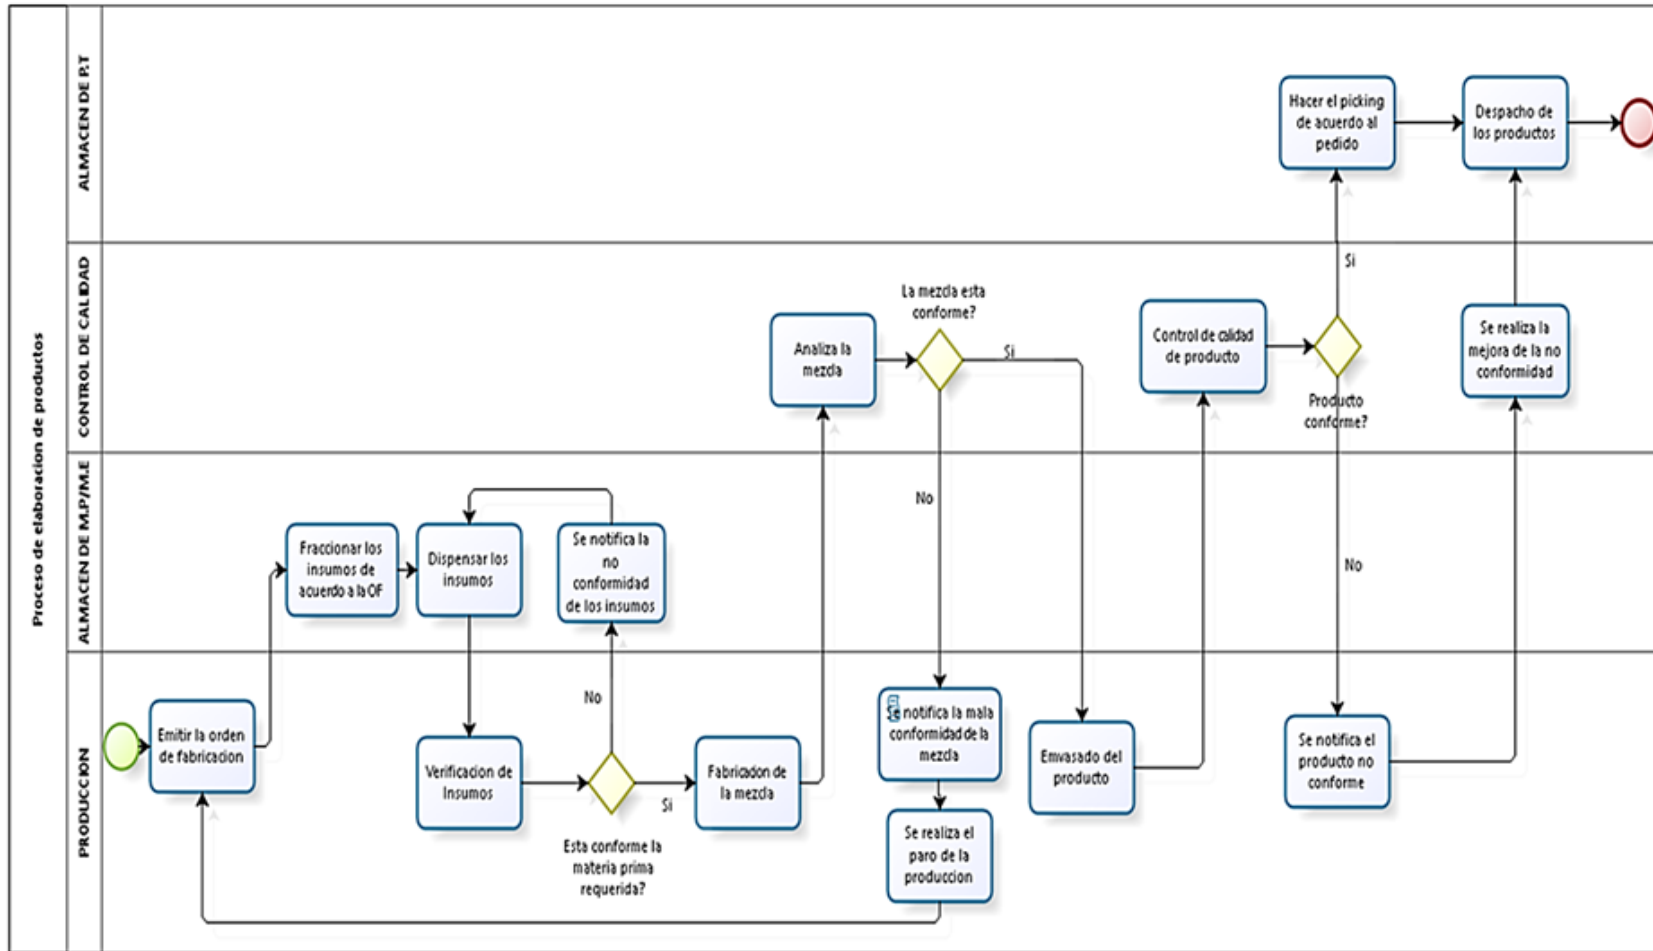 Proceso de elaboracion de productos
ALMACEN DE P.T
Hacer el picking
de acuerdo al
pedido
Despacho de
los productos
CONTROL DE CALIDAD
Analiza la
mezcla
La mezcla esta
conforme?
Si
No
Control de calidad
de producto
Producto
conforme?
Si
No
Se realiza la
mejora de la no
conformidad
ALMACEN DE M.P/M.E
Fraccionar los
insumos de
acuerdo a la OF
Dispensar los
insumos
Se notifica la
no
conformidad
de los insumos
PRODUCCION
Emitir la orden
de fabricacion
Verificacion de
Insumos
No
Si
Esta conforme la
materia prima
requerida?
Fabricacion de
la mezcla
Se notifica la mala
conformidad de la
mezcla
Se realiza el
paro de la
produccion
Emvasado del
producto
Se notifica el
producto no
conforme